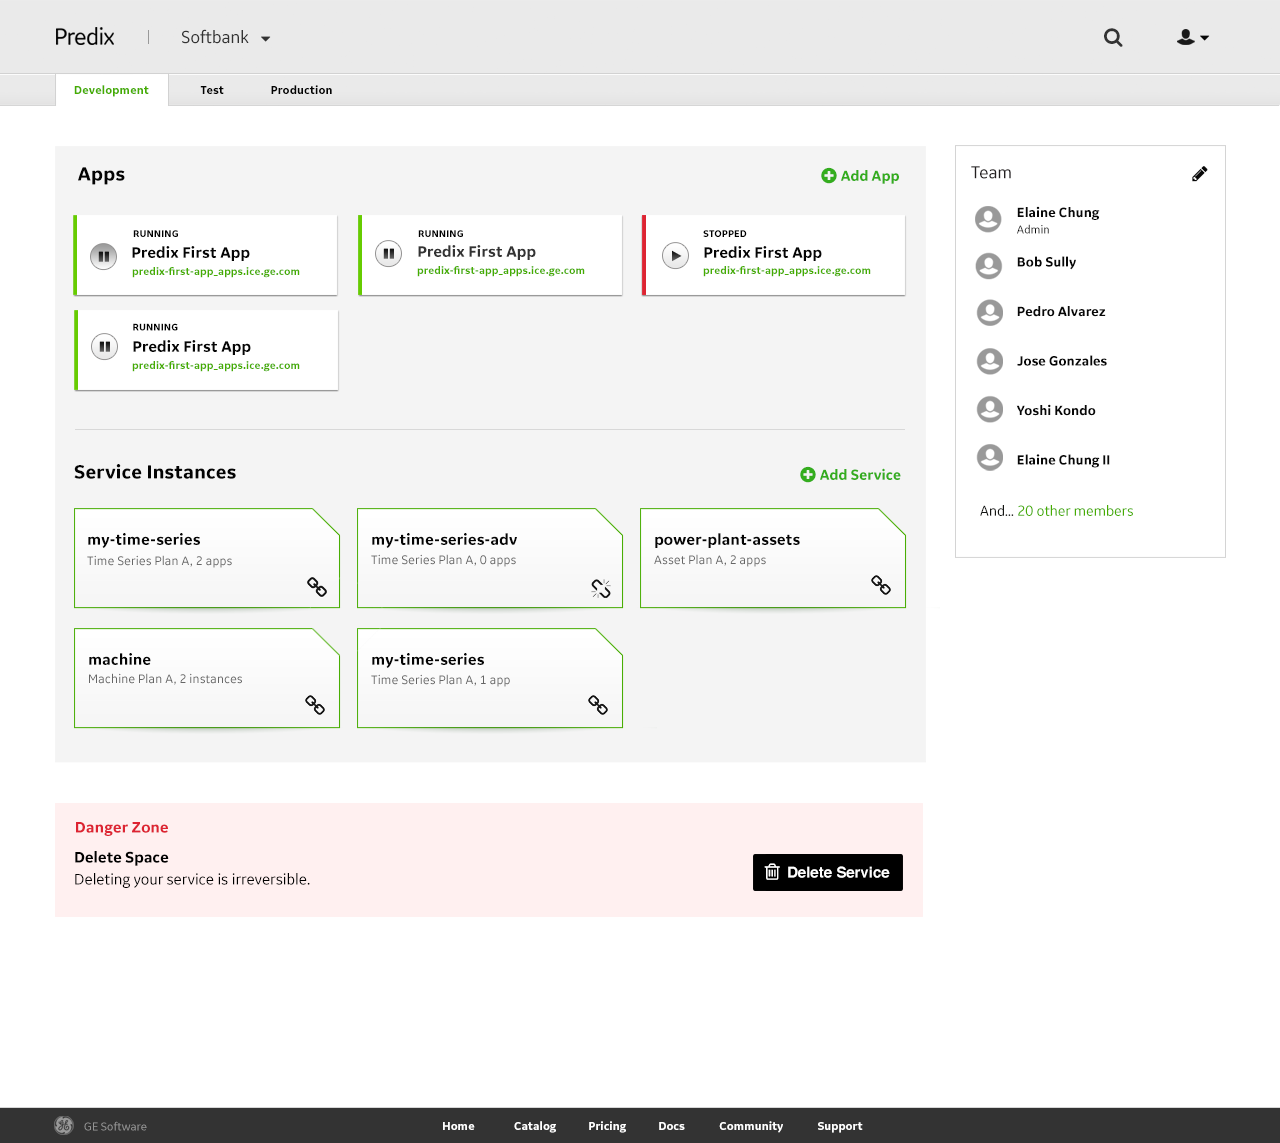 Predix | Softbank
Development Test Production
Apps
Add App
RUNNING
Predix First App
predix-first-app_apps.ice.ge.com
RUNNING
Predix First App
predix-first-app_apps.ice.ge.com
STOPPED
Predix First App
predix-first-app_apps.ice.ge.com
RUNNING
Predix First App
predix-first-app_apps.ice.ge.com
Service Instances
Add Service
my-time-series
Time Series Plan A, 2 apps
my-time-series-adv
Time Series Plan A, 0 apps
power-plant-assets
Asset Plan A, 2 apps
machine
Machine Plan A, 2 instances
my-time-series
Time Series Plan A, 1 app
Team
Elaine Chung
Admin
Bob Sully
Pedro Alvarez
Jose Gonzales
Yoshi Kondo
Elaine Chung II
And... 20 other members
Danger Zone
Delete Space
Deleting your service is irreversible.
Delete Service
GE Software
Home Catalog Pricing Docs Community Support